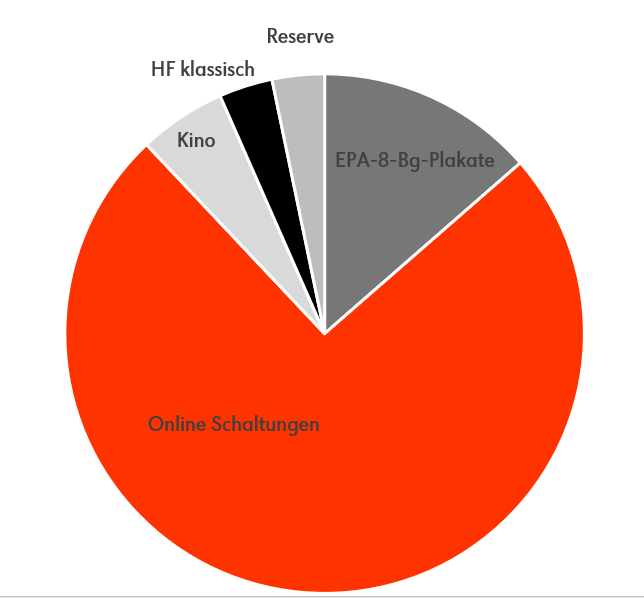 Reserve
HF klassisch
Kino
EPA-8-Bg-Plakate
Online Schaltungen